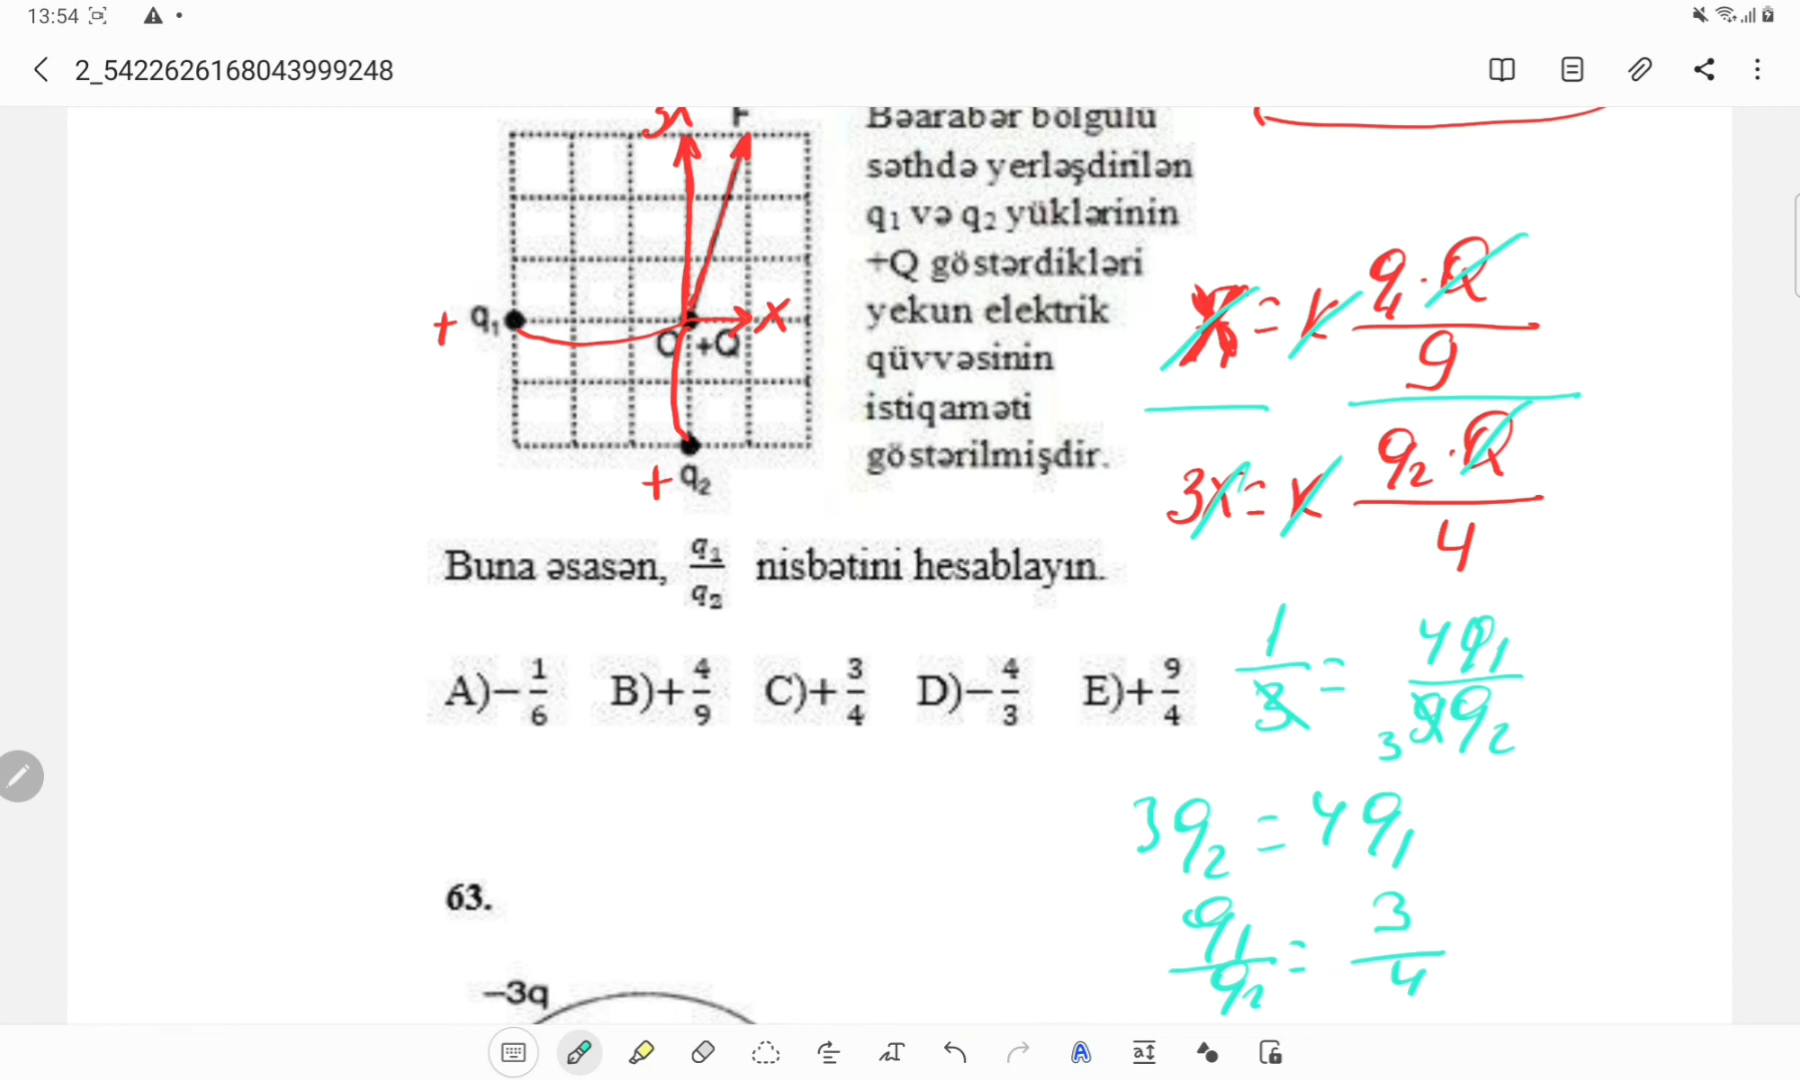 13:54
2_5422626168043999248
3x F
Bəarabər bölgülü
səthdə yerləşdirilən
q₁ və q₂ yüklərinin
+Q göstərdikləri
yekun elektrik
qüvvəsinin
istiqaməti
göstərilmişdir.
+ q₁
O +Q x
+ q₂
x = k q₁·Q / 9
3x = k q₂·Q / 4
Buna əsasən, q₁/q₂ nisbətini hesablayın.
A)−1/6 B)+4/9 C)+3/4 D)−4/3 E)+9/4
1/3 = 4q₁/9q₂
3
3q₂ = 4q₁
q₁/q₂ = 3/4
63.
−3q